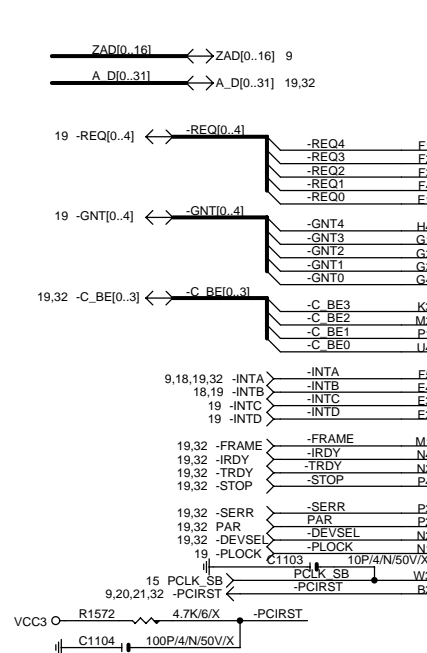 ZAD[0..16] ZAD[0..16] 9
A_D[0..31] A_D[0..31] 19,32
19 -REQ[0..4] -REQ[0..4]
-REQ4
-REQ3
-REQ2
-REQ1
-REQ0
19 -GNT[0..4] -GNT[0..4]
-GNT4
-GNT3
-GNT2
-GNT1
-GNT0
19,32 -C_BE[0..3] -C_BE[0..3]
-C_BE3
-C_BE2
-C_BE1
-C_BE0
9,18,19,32 -INTA -INTA
18,19 -INTB -INTB
19 -INTC -INTC
19 -INTD -INTD
19,32 -FRAME -FRAME
19,32 -IRDY -IRDY
19,32 -TRDY -TRDY
19,32 -STOP -STOP
19,32 -SERR -SERR
19,32 PAR PAR
19,32 -DEVSEL -DEVSEL
19 -PLOCK -PLOCK
C1103 10P/4/N/50V/X
15 PCLK_SB PCLK_SB
9,20,21,32 -PCIRST -PCIRST
VCC3 R1572 4.7K/6/X -PCIRST
C1104 100P/4/N/50V/X